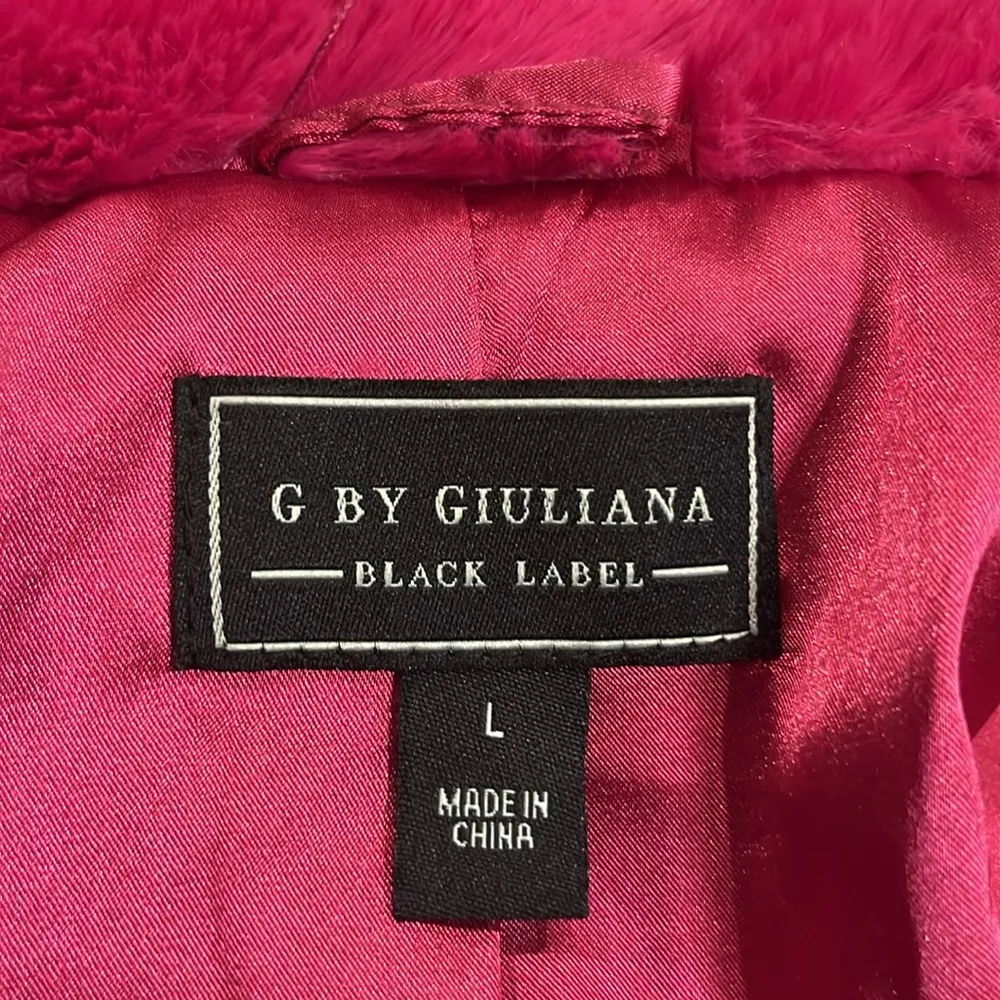 G BY GIULIANA
BLACK LABEL
L
MADE IN
CHINA